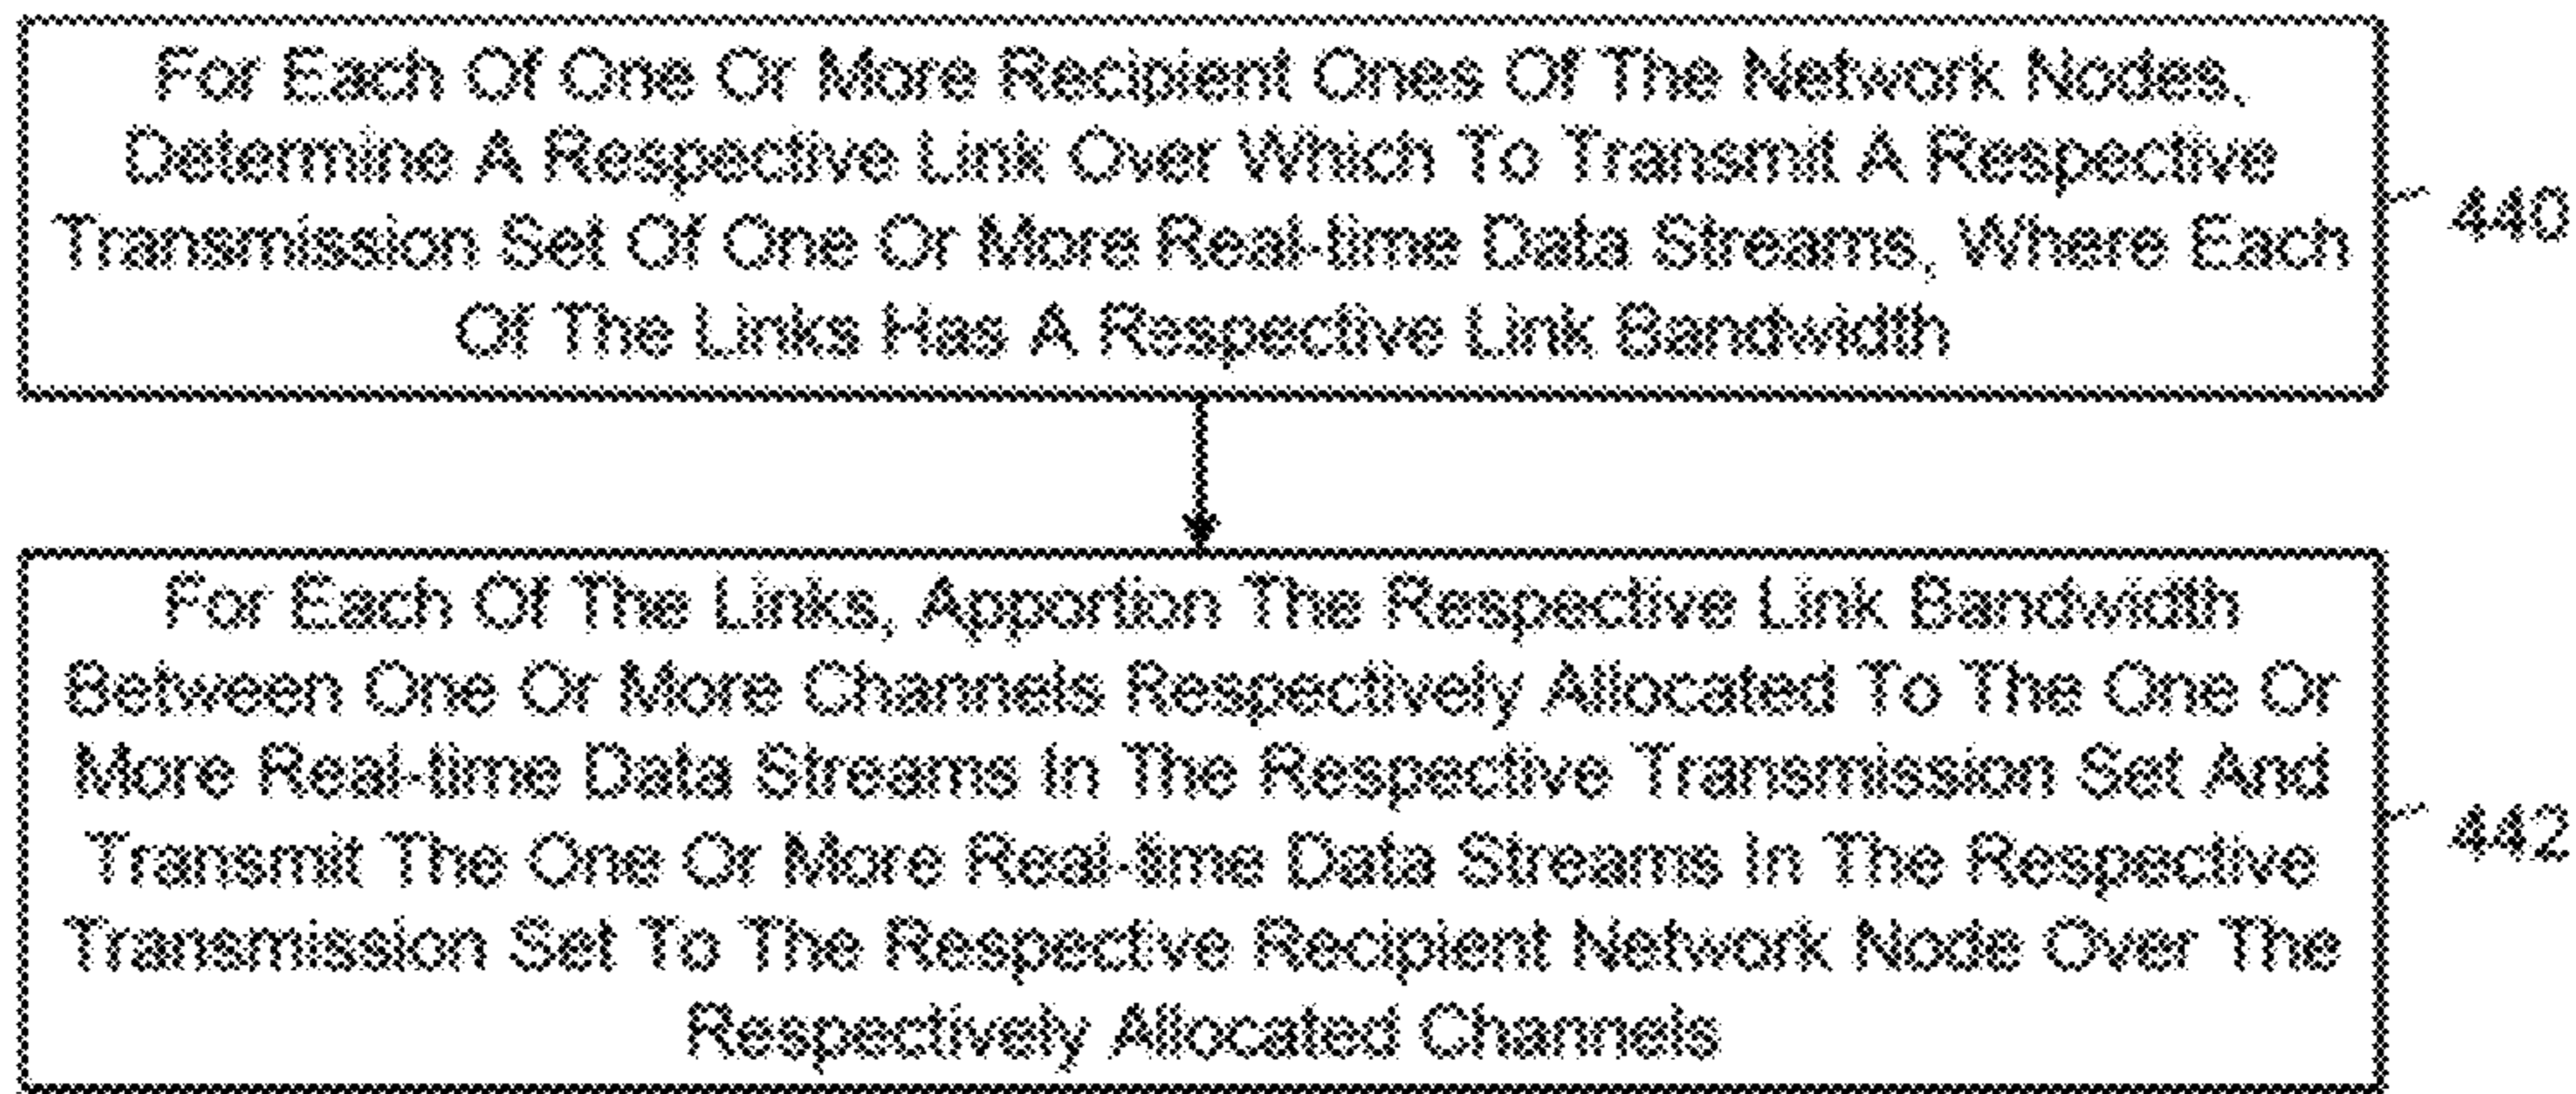 For Each Of One Or More Recipient Ones Of The Network Nodes,
Determine A Respective Link Over Which To Transmit A Respective
Transmission Set Of One Or More Real-time Data Streams, Where Each
Of The Links Has A Respective Link Bandwidth
440
For Each Of The Links, Apportion The Respective Link Bandwidth
Between One Or More Channels Respectively Allocated To The One Or
More Real-time Data Streams In The Respective Transmission Set And
Transmit The One Or More Real-time Data Streams In The Respective
Transmission Set To The Respective Recipient Network Node Over The
Respectively Allocated Channels
442